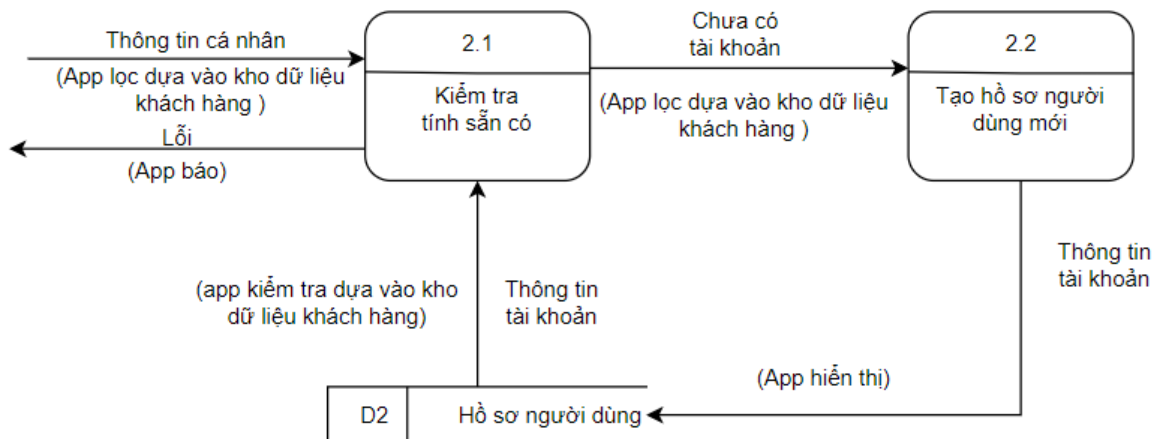 Thông tin cá nhân
(App lọc dựa vào kho dữ liệu
khách hàng )
Lỗi
(App báo)
2.1
Kiểm tra
tính sẵn có
Chưa có
tài khoản
(App lọc dựa vào kho dữ liệu
khách hàng )
2.2
Tạo hồ sơ người
dùng mới
(app kiểm tra dựa vào kho
dữ liệu khách hàng)
Thông tin
tài khoản
Thông tin
tài khoản
(App hiển thị)
D2
Hồ sơ người dùng